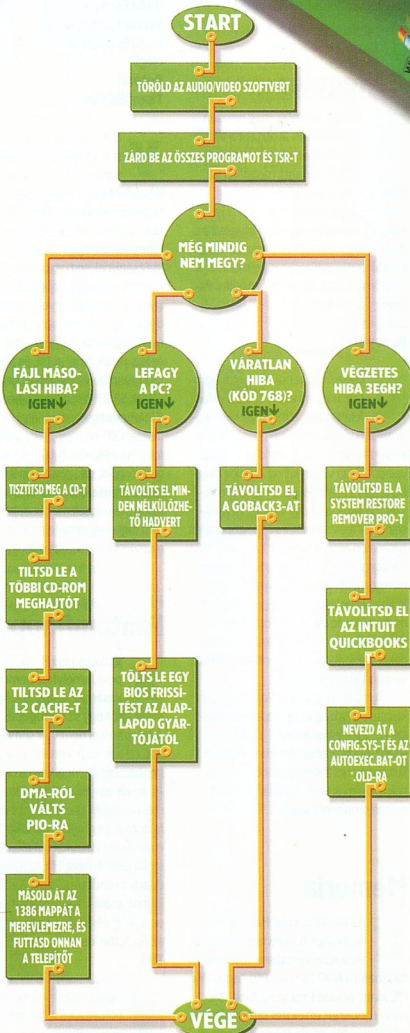 START
TÖRÖLD AZ AUDIO/VIDEO SZOFTVERT
ZÁRD BE AZ ÖSSZES PROGRAMOT ÉS TSR-T
MÉG MINDIG
NEM MEGY?
FÁJL MÁSO-
LÁSI HIBA?
IGEN↓
TISZTÍTSD MEG A CD-T
TILTSD LE A
TÖBBI CD-ROM
MEGHAJTÓT
TILTSD LE AZ
L2 CACHE-T
DMA-RÓL
VÁLTS
PIO-RA
MÁSOLD ÁT AZ
1386 MAPPÁT A
MEREVLEMEZRE, ÉS
FUTTASD ONNAN
A TELEPÍTŐT
LEFAGY
A PC?
IGEN↓
TÁVOLÍTS EL MIN-
DEN NÉLKÜLÖZHE-
TŐ HADVERT
TÖLTS LE EGY
BIOS FRISSÍ-
TÉST AZ ALAP-
LAPOD GYÁR-
TÓJÁTÓL
VÁRATLAN
HIBA
(KÓD 768)?
IGEN↓
TÁVOLÍTSD EL
A GOBACK3-AT
VÉGZETES
HIBA 3E6H?
IGEN↓
TÁVOLÍTSD EL A
SYSTEM RESTORE
REMOVER PRO-T
TÁVOLÍTSD EL
AZ INTUIT
QUICKBOOKS
NEVEZD ÁT A
CONFIG.SYS-T ÉS AZ
AUTOEXEC.BAT-OT
*.OLD-RA
VÉGE